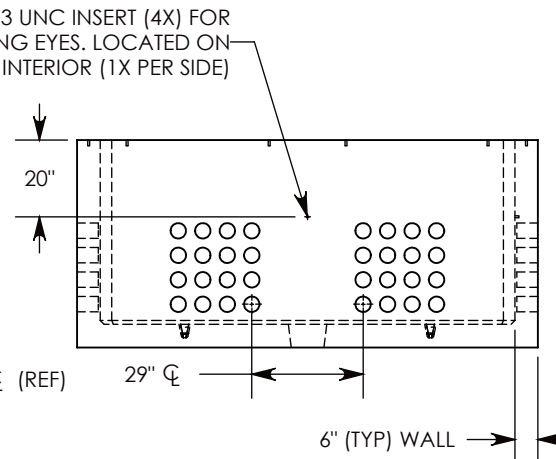 3 UNC INSERT (4X) FOR
NG EYES. LOCATED ON
INTERIOR (1X PER SIDE)
20"
29" ℄
(REF)
6" (TYP) WALL